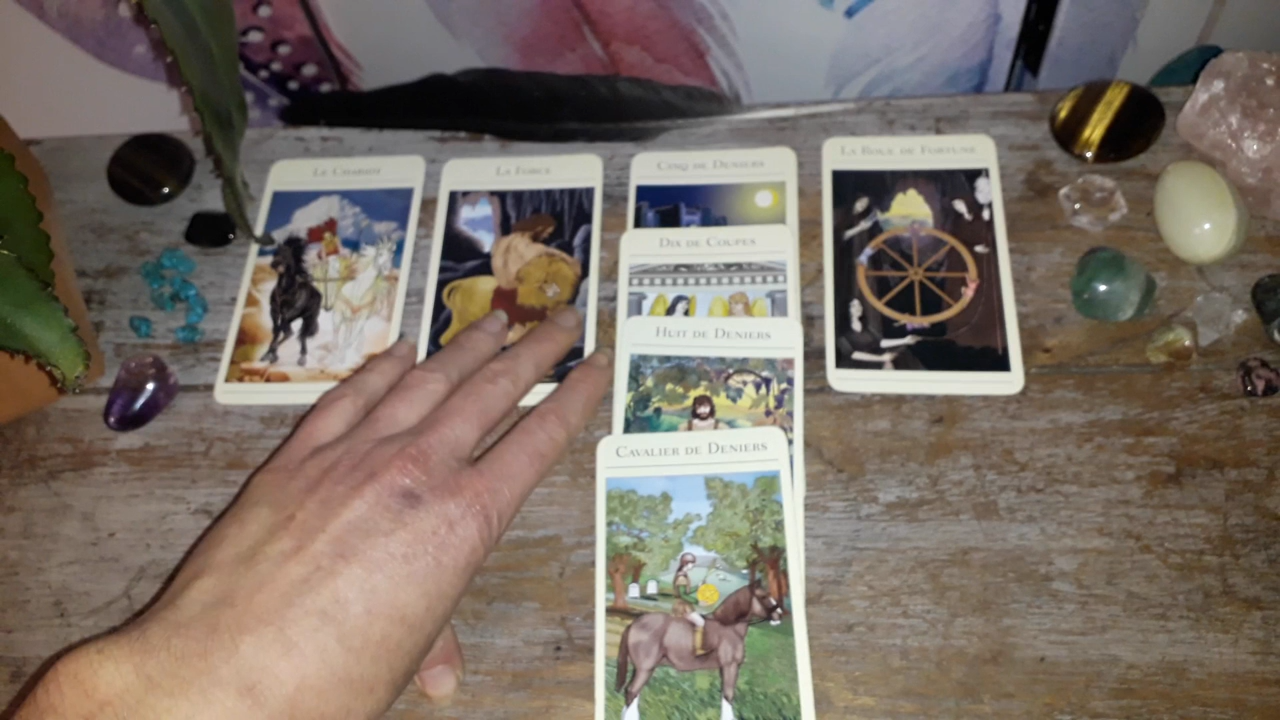 Le Chariot
La Force
Cinq de Deniers
La Roue de Fortune
Dix de Coupes
Huit de Deniers
Cavalier de Deniers